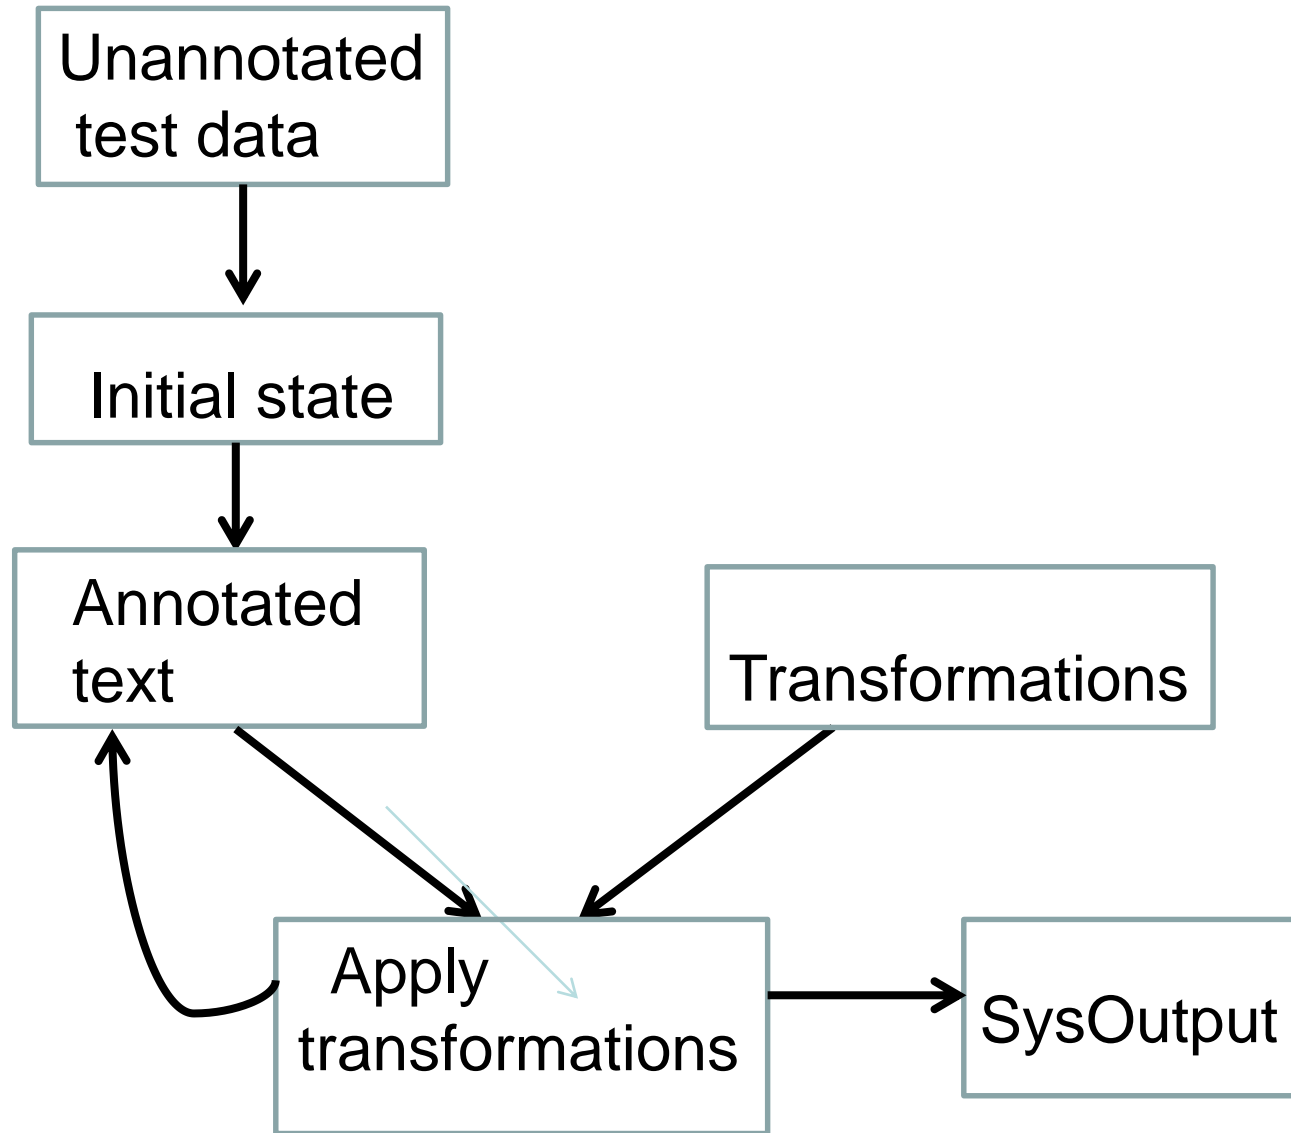 Unannotated
test data
Initial state
Annotated
text
Transformations
Apply
transformations
SysOutput